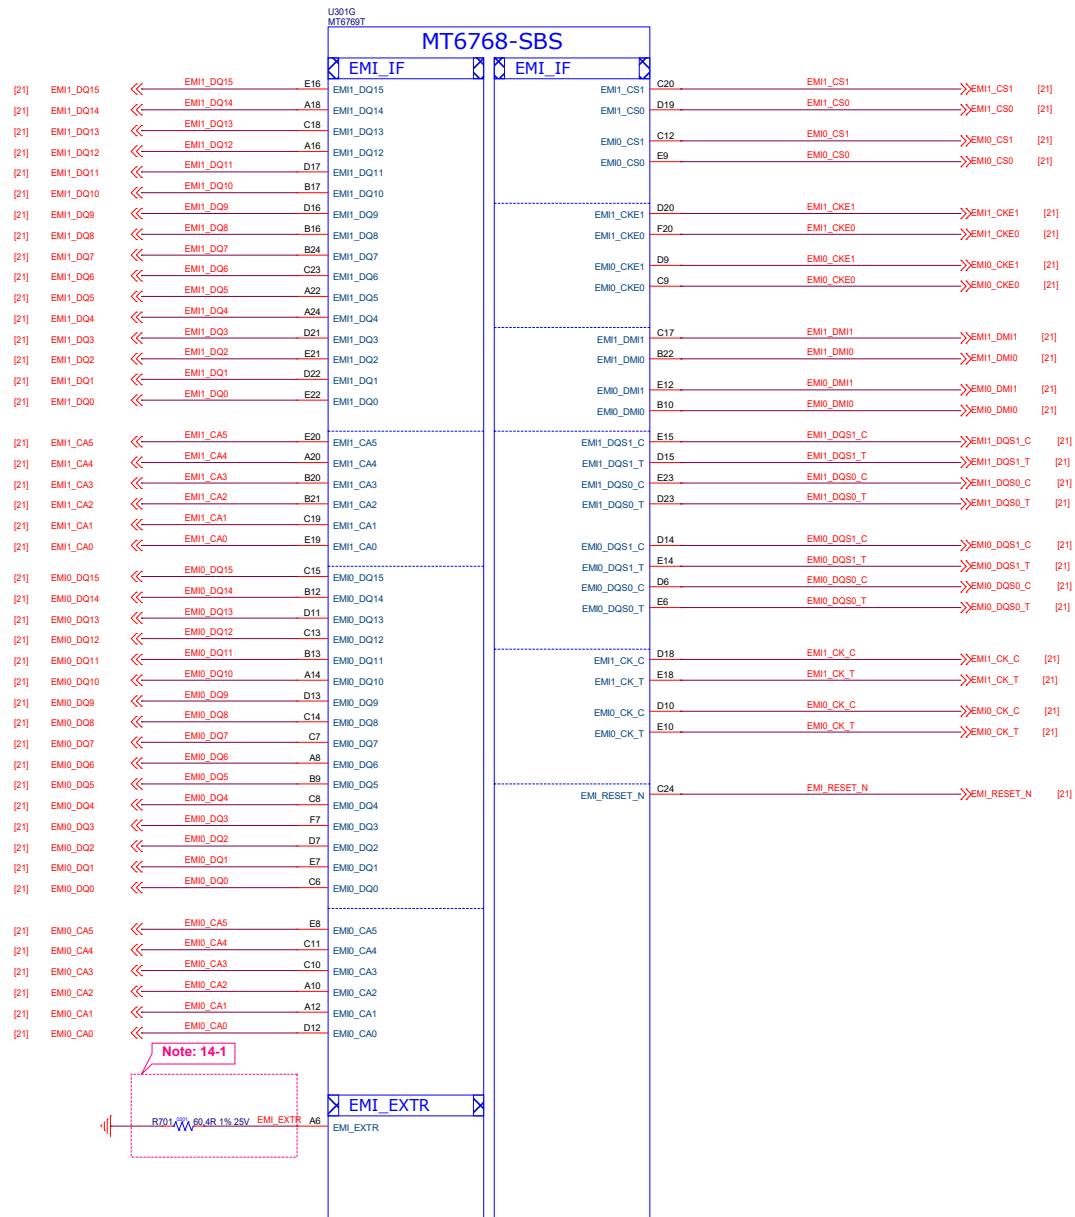 U301G
MT6769T
MT6768-SBS
EMI_IF EMI_IF
[21] EMI1_DQ15 EMI1_DQ15 E16 EMI1_DQ15
[21] EMI1_DQ14 EMI1_DQ14 A18 EMI1_DQ14
[21] EMI1_DQ13 EMI1_DQ13 C18 EMI1_DQ13
[21] EMI1_DQ12 EMI1_DQ12 A16 EMI1_DQ12
[21] EMI1_DQ11 EMI1_DQ11 D17 EMI1_DQ11
[21] EMI1_DQ10 EMI1_DQ10 B17 EMI1_DQ10
[21] EMI1_DQ9 EMI1_DQ9 D16 EMI1_DQ9
[21] EMI1_DQ8 EMI1_DQ8 B16 EMI1_DQ8
[21] EMI1_DQ7 EMI1_DQ7 B24 EMI1_DQ7
[21] EMI1_DQ6 EMI1_DQ6 C23 EMI1_DQ6
[21] EMI1_DQ5 EMI1_DQ5 A22 EMI1_DQ5
[21] EMI1_DQ4 EMI1_DQ4 A24 EMI1_DQ4
[21] EMI1_DQ3 EMI1_DQ3 D21 EMI1_DQ3
[21] EMI1_DQ2 EMI1_DQ2 E21 EMI1_DQ2
[21] EMI1_DQ1 EMI1_DQ1 D22 EMI1_DQ1
[21] EMI1_DQ0 EMI1_DQ0 E22 EMI1_DQ0
[21] EMI1_CA5 EMI1_CA5 E20 EMI1_CA5
[21] EMI1_CA4 EMI1_CA4 A20 EMI1_CA4
[21] EMI1_CA3 EMI1_CA3 B20 EMI1_CA3
[21] EMI1_CA2 EMI1_CA2 B21 EMI1_CA2
[21] EMI1_CA1 EMI1_CA1 C19 EMI1_CA1
[21] EMI1_CA0 EMI1_CA0 E19 EMI1_CA0
[21] EMI0_DQ15 EMI0_DQ15 C15 EMI0_DQ15
[21] EMI0_DQ14 EMI0_DQ14 B12 EMI0_DQ14
[21] EMI0_DQ13 EMI0_DQ13 D11 EMI0_DQ13
[21] EMI0_DQ12 EMI0_DQ12 C13 EMI0_DQ12
[21] EMI0_DQ11 EMI0_DQ11 B13 EMI0_DQ11
[21] EMI0_DQ10 EMI0_DQ10 A14 EMI0_DQ10
[21] EMI0_DQ9 EMI0_DQ9 D13 EMI0_DQ9
[21] EMI0_DQ8 EMI0_DQ8 C14 EMI0_DQ8
[21] EMI0_DQ7 EMI0_DQ7 C7 EMI0_DQ7
[21] EMI0_DQ6 EMI0_DQ6 A8 EMI0_DQ6
[21] EMI0_DQ5 EMI0_DQ5 B9 EMI0_DQ5
[21] EMI0_DQ4 EMI0_DQ4 C8 EMI0_DQ4
[21] EMI0_DQ3 EMI0_DQ3 F7 EMI0_DQ3
[21] EMI0_DQ2 EMI0_DQ2 D7 EMI0_DQ2
[21] EMI0_DQ1 EMI0_DQ1 E7 EMI0_DQ1
[21] EMI0_DQ0 EMI0_DQ0 C6 EMI0_DQ0
[21] EMI0_CA5 EMI0_CA5 E8 EMI0_CA5
[21] EMI0_CA4 EMI0_CA4 C11 EMI0_CA4
[21] EMI0_CA3 EMI0_CA3 C10 EMI0_CA3
[21] EMI0_CA2 EMI0_CA2 A10 EMI0_CA2
[21] EMI0_CA1 EMI0_CA1 A12 EMI0_CA1
[21] EMI0_CA0 EMI0_CA0 D12 EMI0_CA0
Note: 14-1
EMI_EXTR
R701 0201 60.4R 1% 25V EMI_EXTR A6 EMI_EXTR
EMI1_CS1 C20 EMI1_CS1 EMI1_CS1 [21]
EMI1_CS0 D19 EMI1_CS0 EMI1_CS0 [21]
EMI0_CS1 C12 EMI0_CS1 EMI0_CS1 [21]
EMI0_CS0 E9 EMI0_CS0 EMI0_CS0 [21]
EMI1_CKE1 D20 EMI1_CKE1 EMI1_CKE1 [21]
EMI1_CKE0 F20 EMI1_CKE0 EMI1_CKE0 [21]
EMI0_CKE1 D9 EMI0_CKE1 EMI0_CKE1 [21]
EMI0_CKE0 C9 EMI0_CKE0 EMI0_CKE0 [21]
EMI1_DMI1 C17 EMI1_DMI1 EMI1_DMI1 [21]
EMI1_DMI0 B22 EMI1_DMI0 EMI1_DMI0 [21]
EMI0_DMI1 E12 EMI0_DMI1 EMI0_DMI1 [21]
EMI0_DMI0 B10 EMI0_DMI0 EMI0_DMI0 [21]
EMI1_DQS1_C E15 EMI1_DQS1_C EMI1_DQS1_C [21]
EMI1_DQS1_T D15 EMI1_DQS1_T EMI1_DQS1_T [21]
EMI1_DQS0_C E23 EMI1_DQS0_C EMI1_DQS0_C [21]
EMI1_DQS0_T D23 EMI1_DQS0_T EMI1_DQS0_T [21]
EMI0_DQS1_C D14 EMI0_DQS1_C EMI0_DQS1_C [21]
EMI0_DQS1_T E14 EMI0_DQS1_T EMI0_DQS1_T [21]
EMI0_DQS0_C D6 EMI0_DQS0_C EMI0_DQS0_C [21]
EMI0_DQS0_T E6 EMI0_DQS0_T EMI0_DQS0_T [21]
EMI1_CK_C D18 EMI1_CK_C EMI1_CK_C [21]
EMI1_CK_T E18 EMI1_CK_T EMI1_CK_T [21]
EMI0_CK_C D10 EMI0_CK_C EMI0_CK_C [21]
EMI0_CK_T E10 EMI0_CK_T EMI0_CK_T [21]
EMI_RESET_N C24 EMI_RESET_N EMI_RESET_N [21]